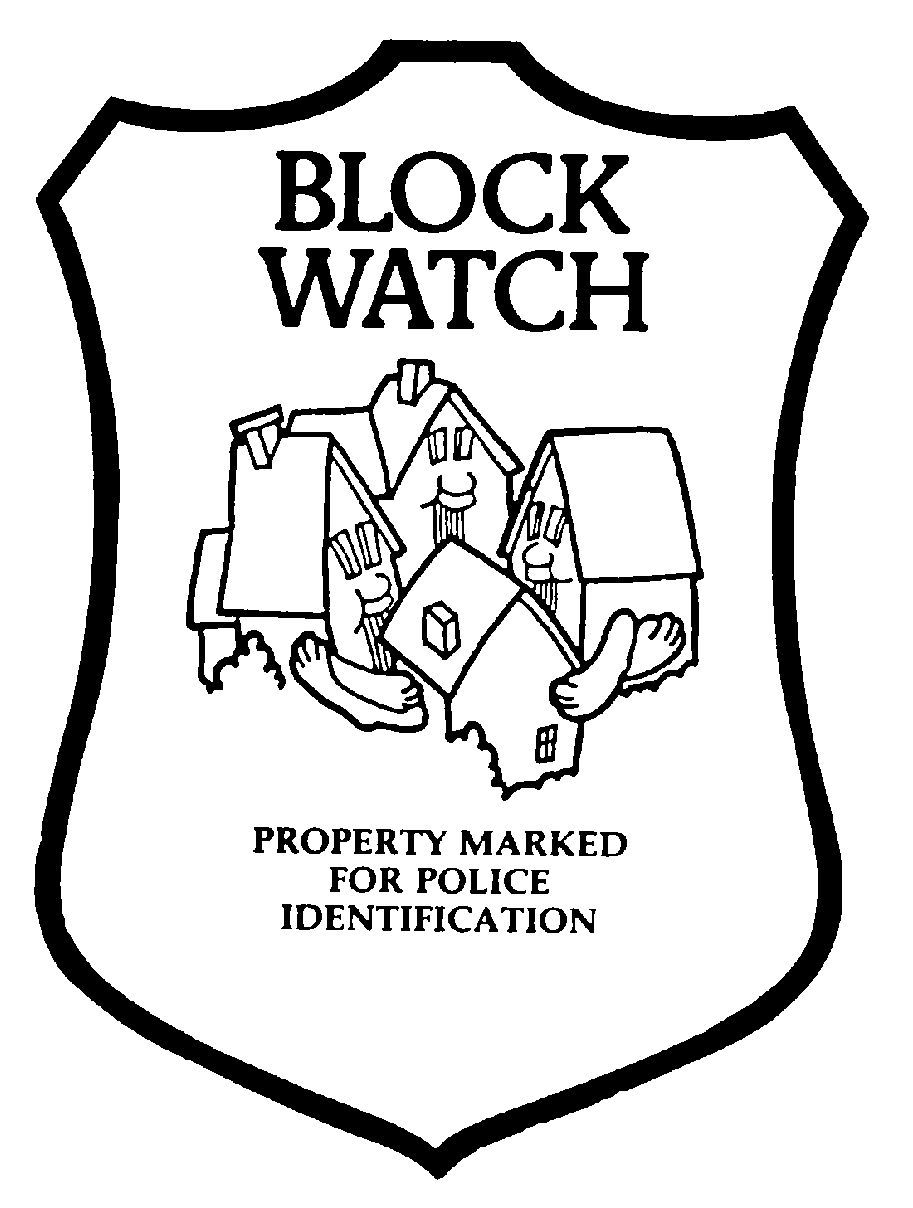 BLOCK
WATCH
PROPERTY MARKED
FOR POLICE
IDENTIFICATION